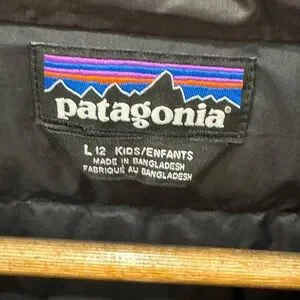 patagonia®
L 12 KIDS/ENFANTS
MADE IN BANGLADESH
FABRIQUÉ AU BANGLADESH